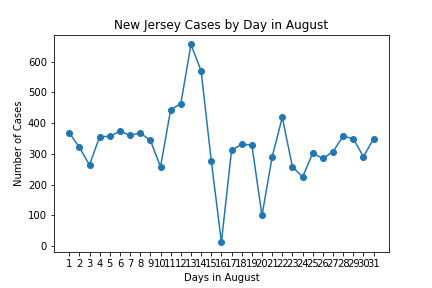 New Jersey Cases by Day in August
Number of Cases
600
500
400
300
200
100
0
1 2 3 4 5 6 7 8 9 10 11 12 13 14 15 16 17 18 19 20 21 22 23 24 25 26 27 28 29 30 31
Days in August